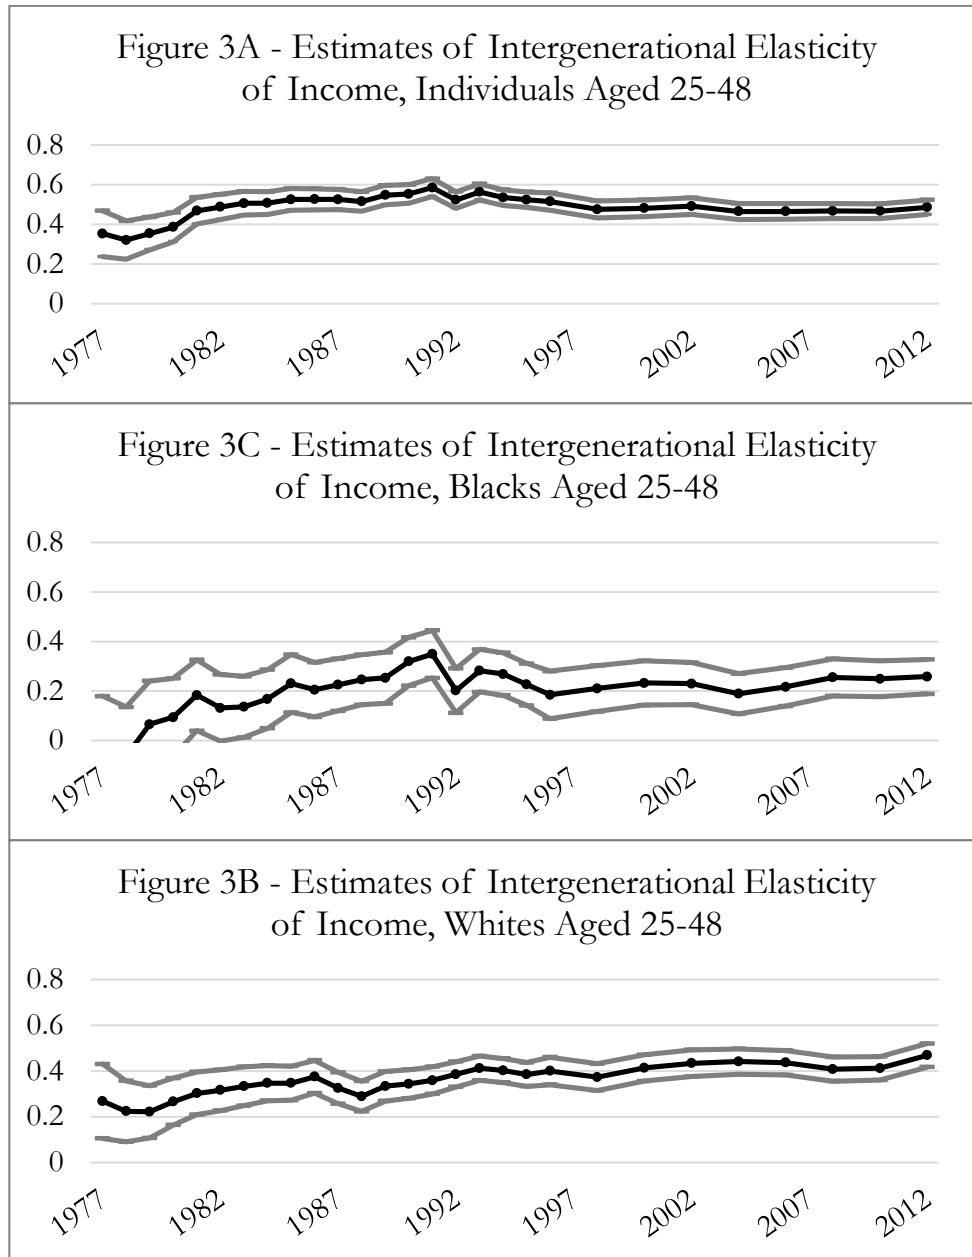 Figure 3A - Estimates of Intergenerational Elasticity
of Income, Individuals Aged 25-48
0.8
0.6
0.4
0.2
0
1977 1982 1987 1992 1997 2002 2007 2012
Figure 3C - Estimates of Intergenerational Elasticity
of Income, Blacks Aged 25-48
0.8
0.6
0.4
0.2
0
1977 1982 1987 1992 1997 2002 2007 2012
Figure 3B - Estimates of Intergenerational Elasticity
of Income, Whites Aged 25-48
0.8
0.6
0.4
0.2
0
1977 1982 1987 1992 1997 2002 2007 2012